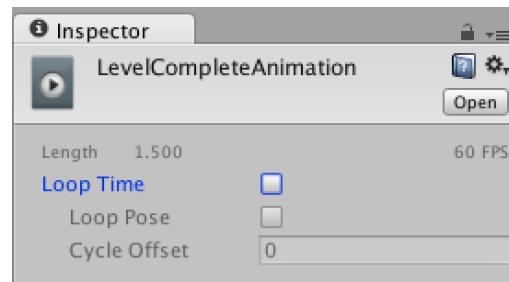 Inspector
LevelCompleteAnimation
Open
Length 1.500 60 FPS
Loop Time
Loop Pose
Cycle Offset 0